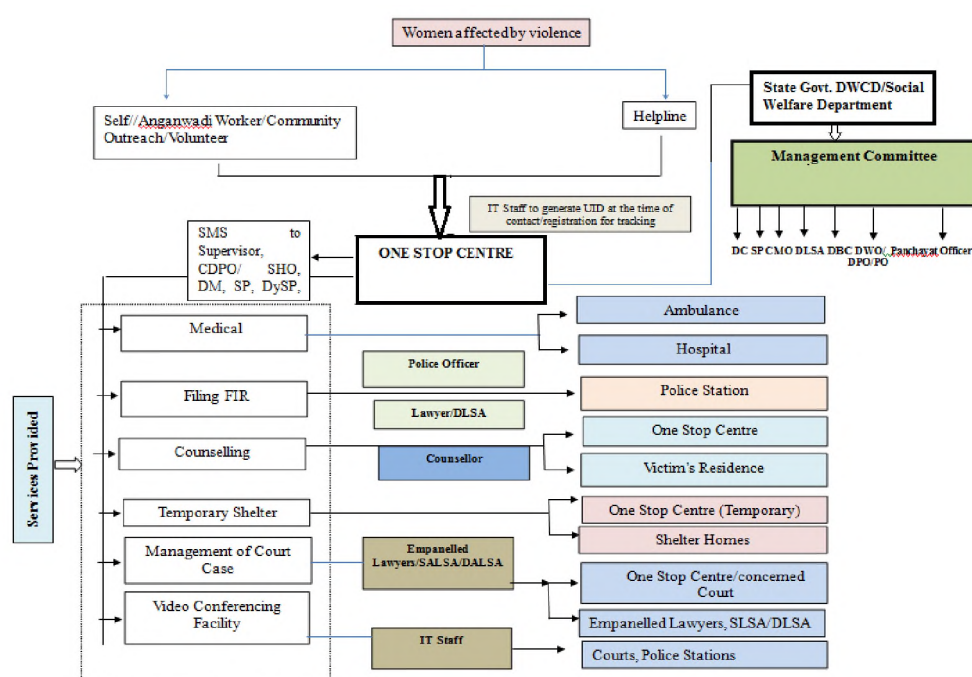 Women affected by violence
State Govt. DWCD/Social
Welfare Department
Self//Anganwadi Worker/Community
Outreach/Volunteer
Helpline
Management Committee
IT Staff to generate UID at the time of
contact/registration for tracking
SMS to
Supervisor,
CDPO/ SHO,
DM, SP, DySP,
ONE STOP CENTRE
DC SP CMO DLSA DBC DWO/ Panchayat Officer
DPO/PO
Services Provided
Medical
Ambulance
Hospital
Police Officer
Filing FIR
Police Station
Lawyer/DLSA
Counselling
One Stop Centre
Counsellor
Victim's Residence
Temporary Shelter
One Stop Centre (Temporary)
Shelter Homes
Management of Court
Case
Empanelled
Lawyers/SALSA/DALSA
One Stop Centre/concerned
Court
Video Conferencing
Facility
Empanelled Lawyers, SLSA/DLSA
IT Staff
Courts, Police Stations